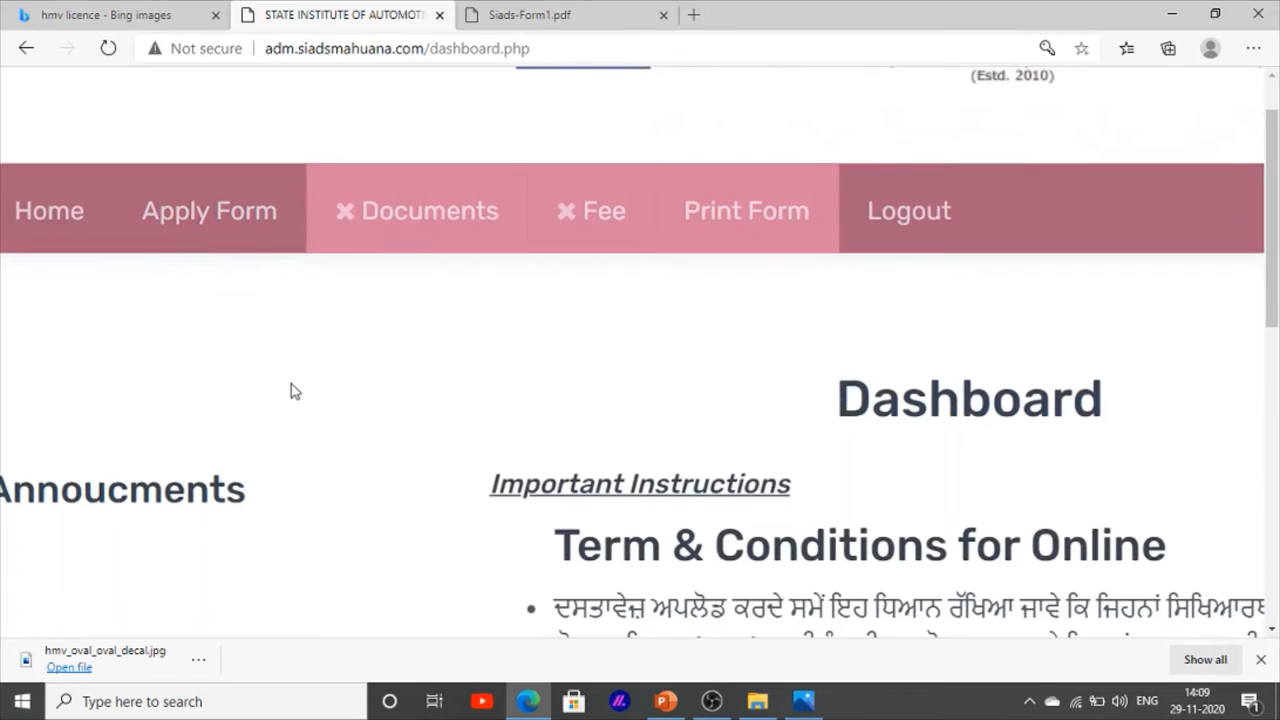 hmv licence - Bing images
STATE INSTITUTE OF AUTOMOTI
Siads-Form1.pdf
Not secure
adm.siadsmahuana.com/dashboard.php
(Estd. 2010)
Home
Apply Form
Documents
Fee
Print Form
Logout
Dashboard
Annoucments
Important Instructions
Term & Conditions for Online
ਦਸਤਾਵੇਜ਼ ਅਪਲੋਡ ਕਰਦੇ ਸਮੇਂ ਇਹ ਧਿਆਨ ਰੱਖਿਆ ਜਾਵੇ ਕਿ ਜਿਹਨਾਂ
hmv_oval_oval_decal.jpg
Open file
Show all
Type here to search
ENG
14:09
29-11-2020